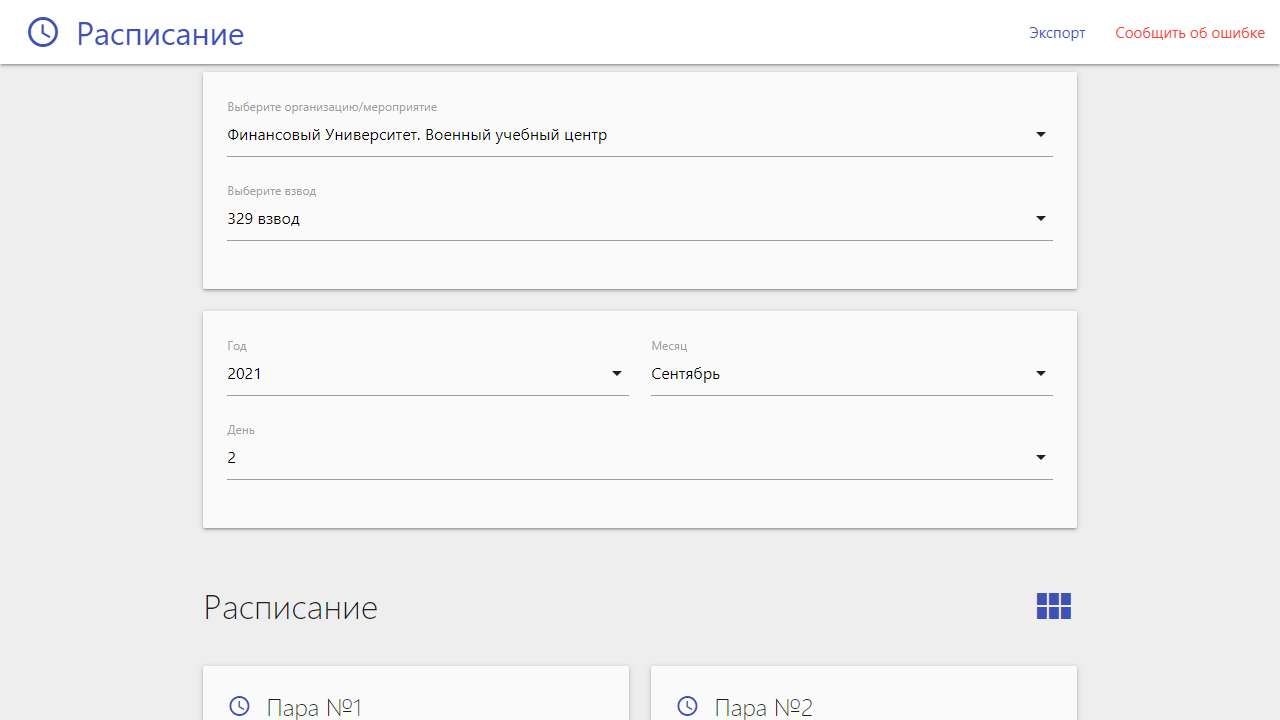 Расписание
Экспорт
Сообщить об ошибке
Выберите организацию/мероприятие
Финансовый Университет. Военный учебный центр
Выберите взвод
329 взвод
Год
2021
Месяц
Сентябрь
День
2
Расписание
Пара №1
Пара №2